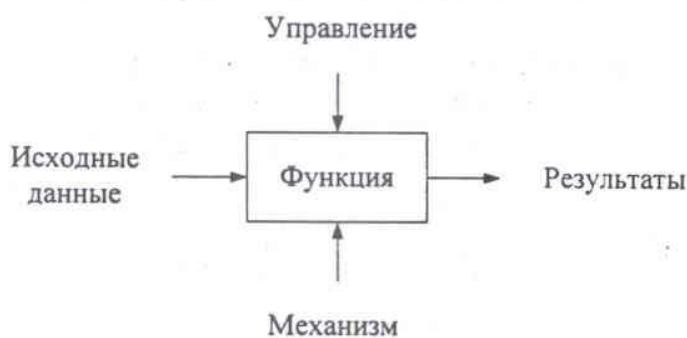 Управление
Исходные
данные
Функция
Результаты
Механизм